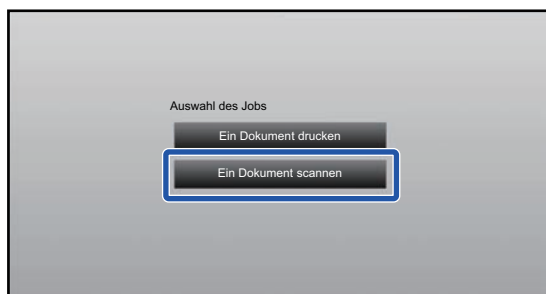 Auswahl des Jobs
Ein Dokument drucken
Ein Dokument scannen